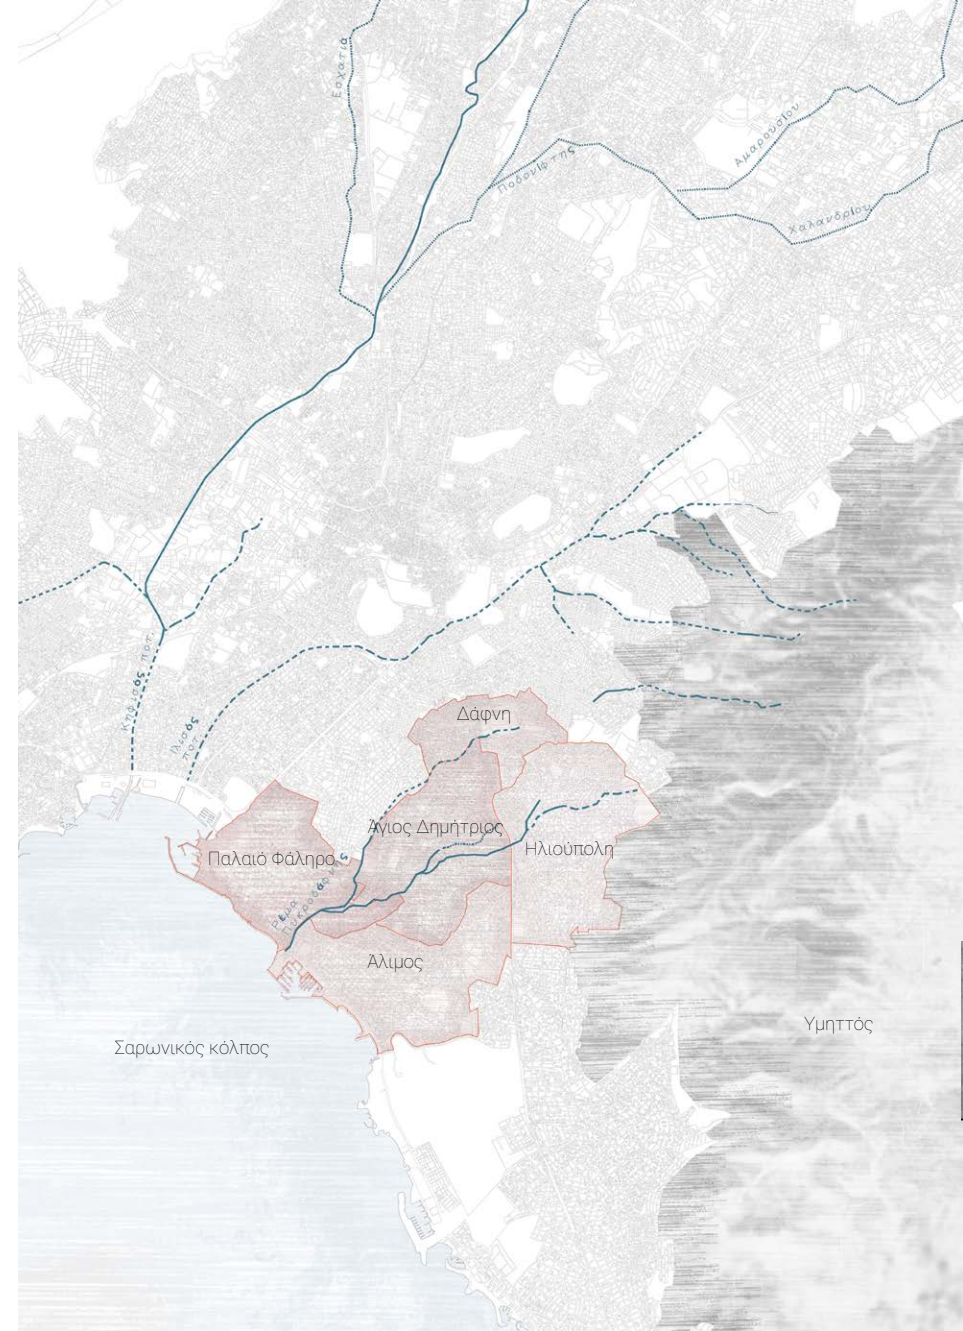 Εσχατιά
Ποδονίφτης
Αμαρουσίου
Χαλανδρίου
Κηφισός ποτ.
Ιλισός
ποτ.
Δάφνη
Άγιος Δημήτριος
Ηλιούπολη
Παλαιό Φάληρο
Ρέμα
Πικροδάφνης
Άλιμος
Υμηττός
Σαρωνικός κόλπος